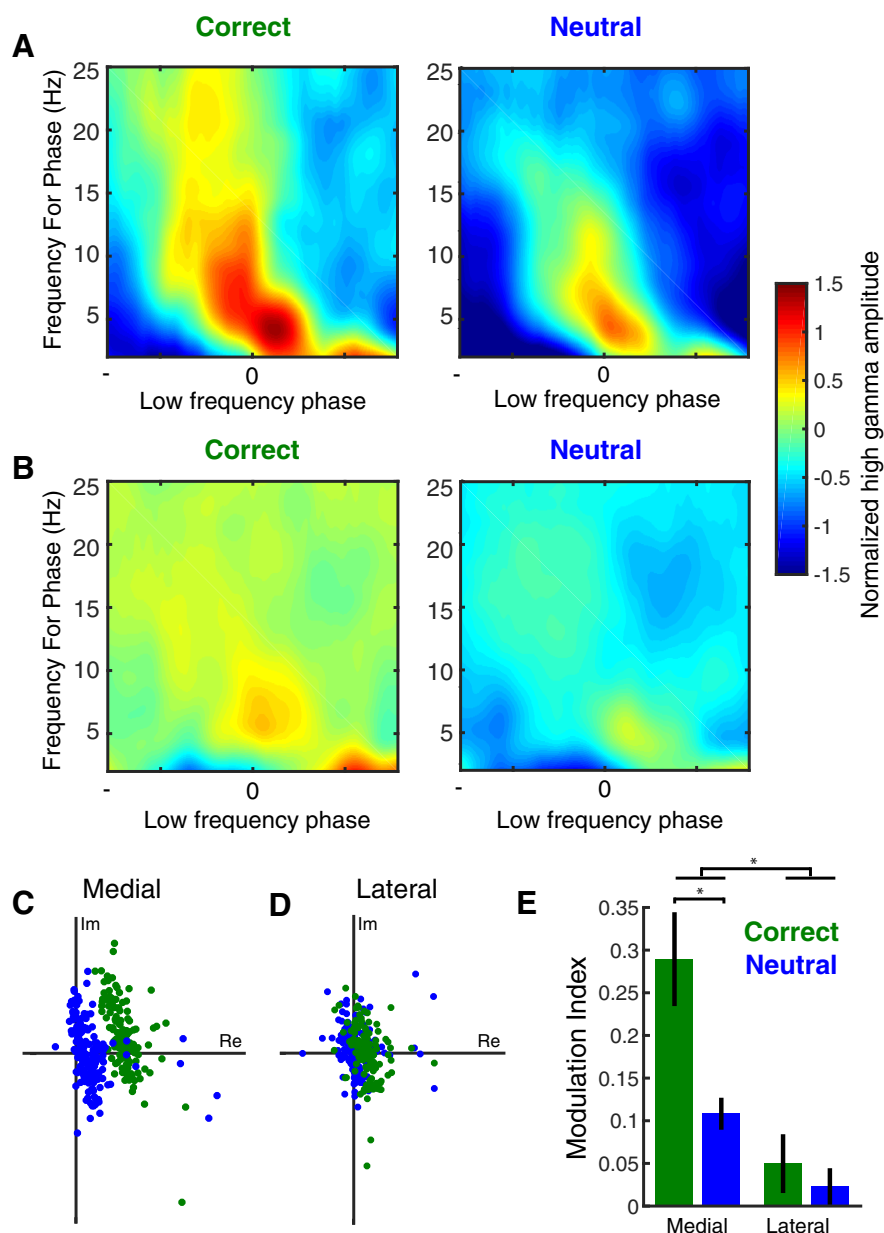 A
Correct
Neutral
Frequency For Phase (Hz)
25
20
15
10
5
-
0
Low frequency phase
25
20
15
10
5
-
0
Low frequency phase
1.5
1
0.5
0
-0.5
-1
-1.5
Normalized high gamma amplitude
B
Correct
Neutral
Frequency For Phase (Hz)
25
20
15
10
5
-
0
Low frequency phase
25
20
15
10
5
-
0
Low frequency phase
C
Medial
Im
Re
D
Lateral
Im
Re
E
*
*
Correct
Neutral
Modulation Index
0.35
0.3
0.25
0.2
0.15
0.1
0.05
0
Medial
Lateral